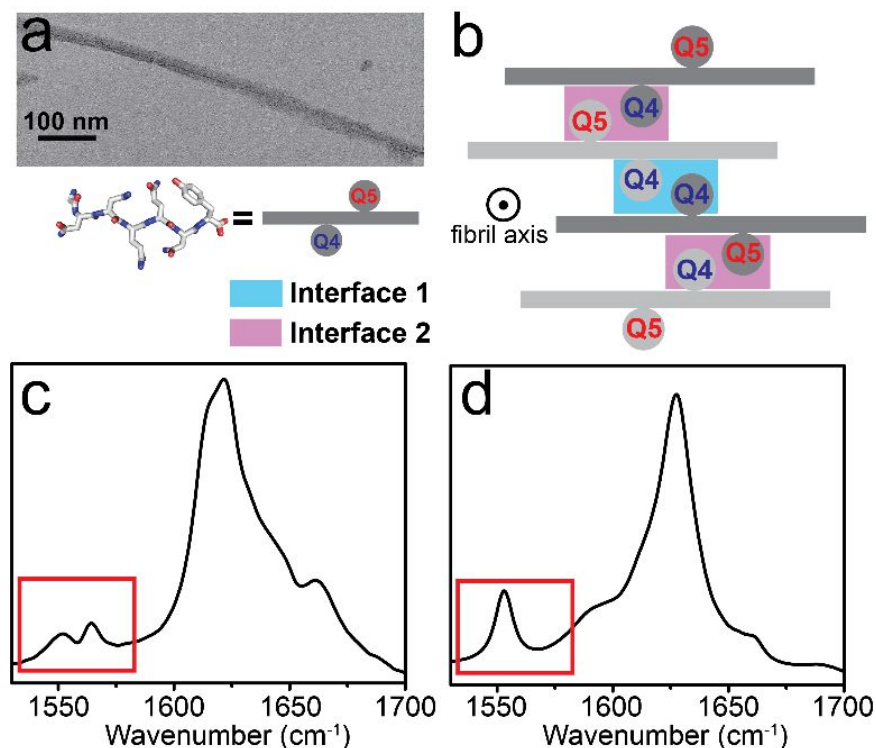 a
100 nm
Q5
Q4
=
Interface 1
Interface 2
b
Q5
Q4
Q5
Q4
Q4
fibril axis
Q5
Q4
Q5
c
1550 1600 1650 1700
Wavenumber (cm⁻¹)
d
1550 1600 1650 1700
Wavenumber (cm⁻¹)